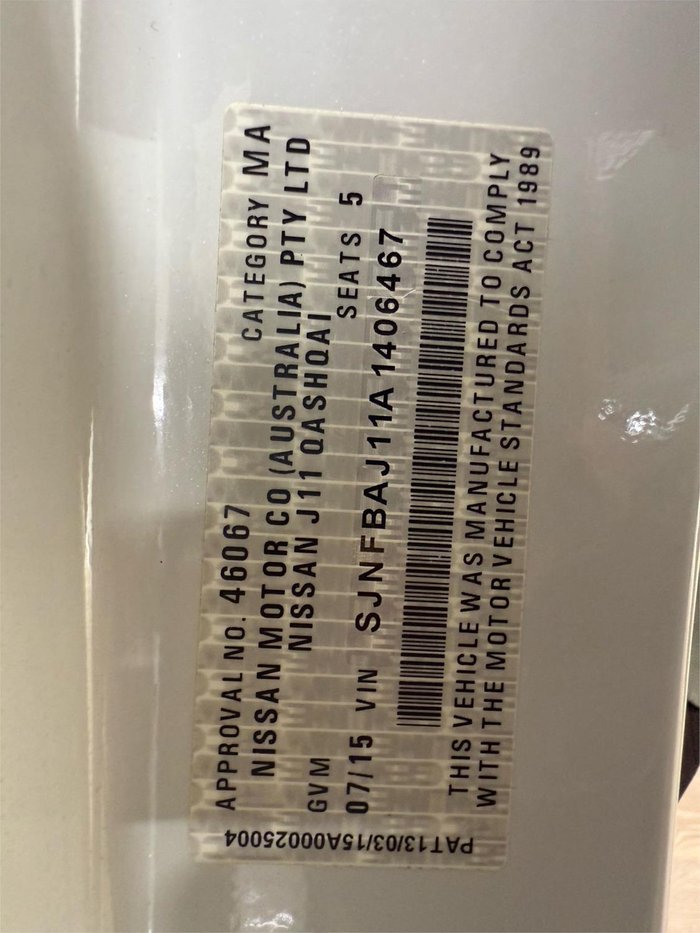 APPROVAL NO. 46067 CATEGORY MA
NISSAN MOTOR CO (AUSTRALIA) PTY LTD
NISSAN J11 QASHQAI
GVM SEATS 5
07/15 VIN SJNFBAJ11A1406467
THIS VEHICLE WAS MANUFACTURED TO COMPLY
WITH THE MOTOR VEHICLE STANDARDS ACT 1989
PAT13/03/15A00025004